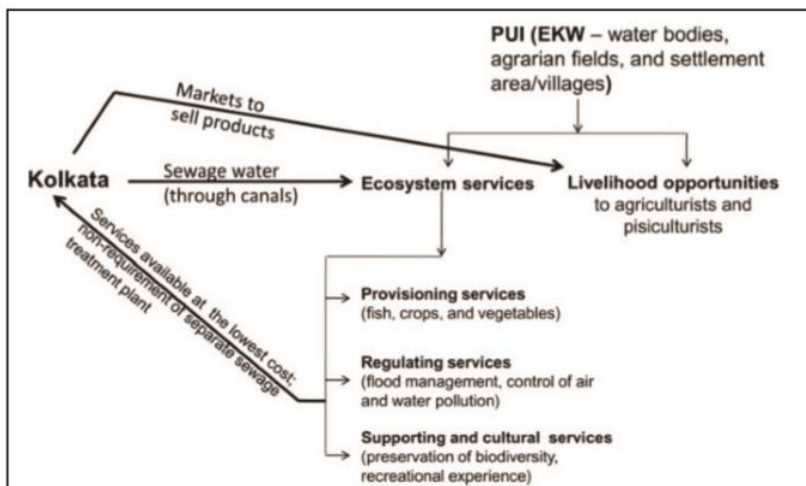 PUI (EKW – water bodies,
agrarian fields, and settlement
area/villages)
Markets to
sell products
Kolkata
Sewage water
(through canals)
Ecosystem services
Livelihood opportunities
to agriculturists and
pisiculturists
Services available at the lowest cost;
non-requirement of separate sewage
treatment plant
Provisioning services
(fish, crops, and vegetables)
Regulating services
(flood management, control of air
and water pollution)
Supporting and cultural services
(preservation of biodiversity,
recreational experience)